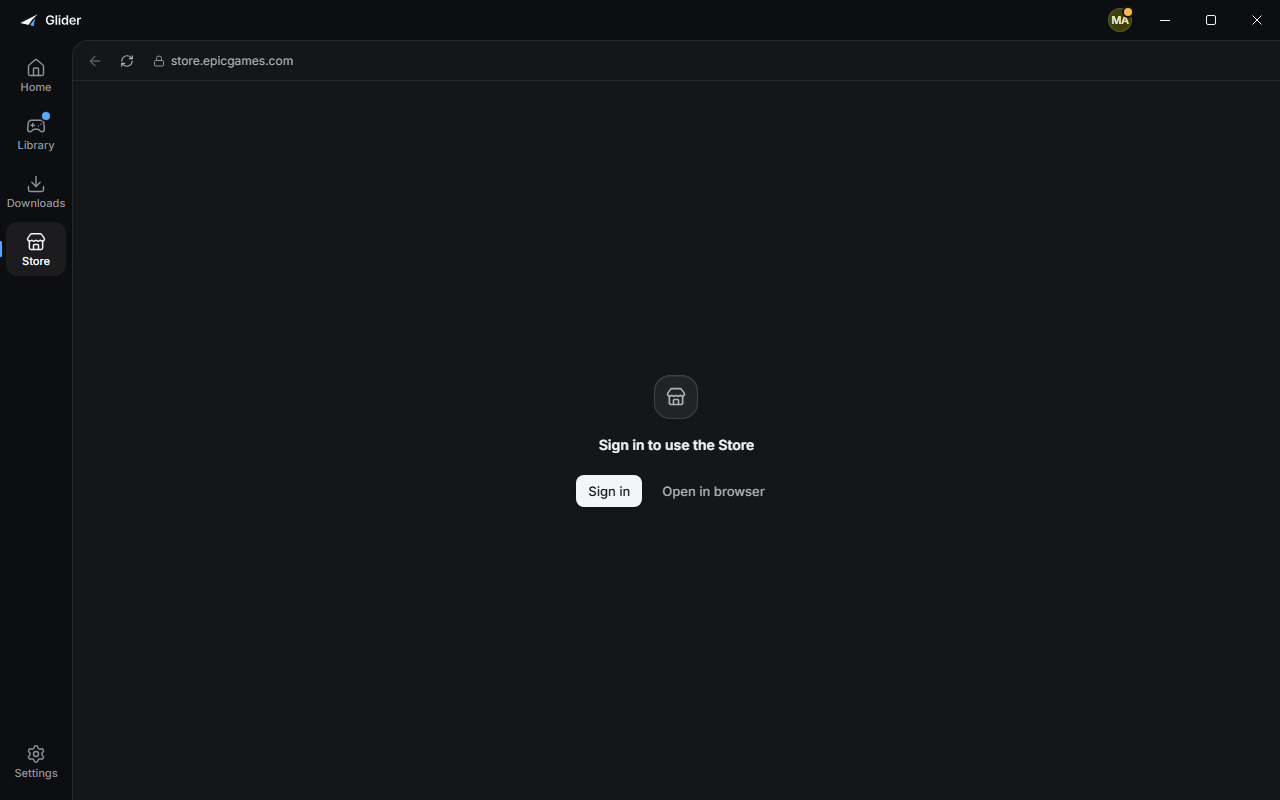 Glider
MA
store.epicgames.com
Home
Library
Downloads
Store
Sign in to use the Store
Sign in
Open in browser
Settings